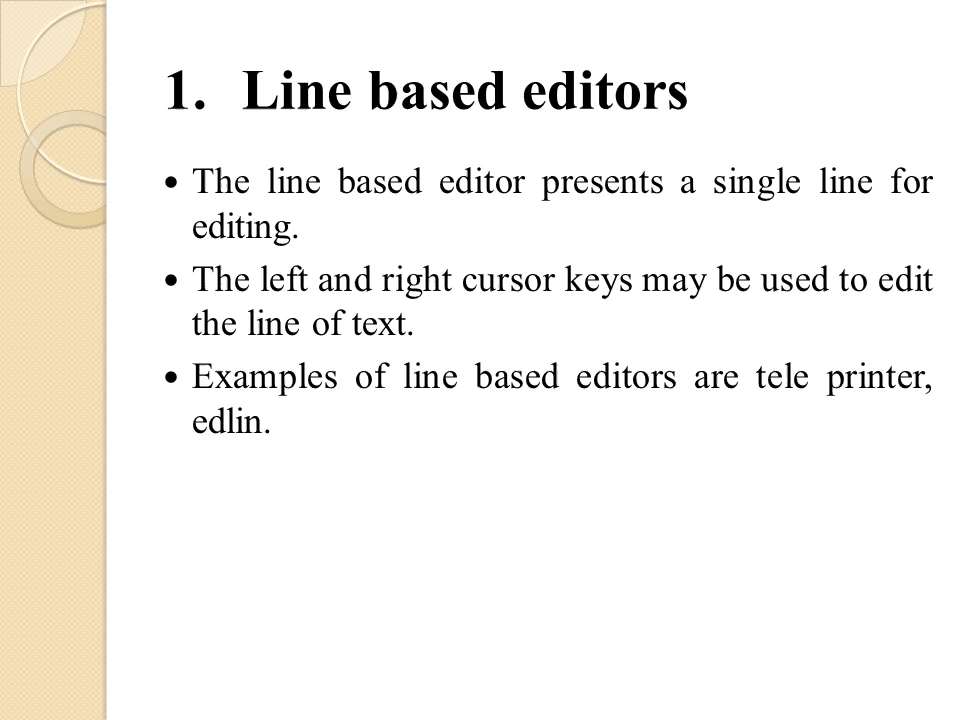 1. Line based editors
• The line based editor presents a single line for
editing.
• The left and right cursor keys may be used to edit
the line of text.
• Examples of line based editors are tele printer,
edlin.